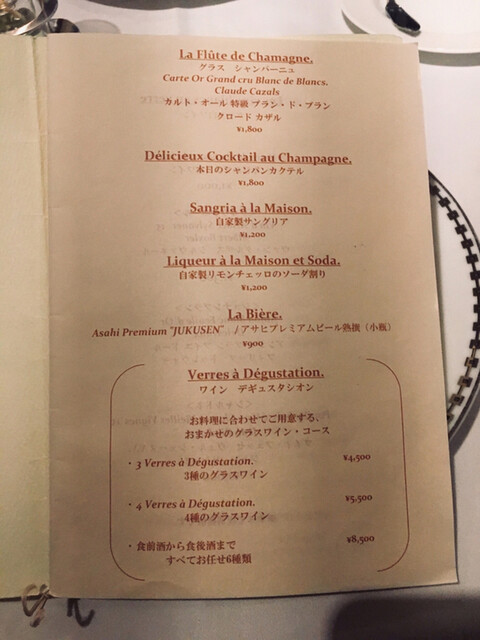 La Flûte de Chamagne.
グラス　シャンパーニュ
Carte Or Grand cru Blanc de Blancs.
Claude Cazals
カルト・オール 特級 ブラン・ド・ブラン
クロード カザル
¥1,800
Délicieux Cocktail au Champagne.
本日のシャンパンカクテル
¥1,800
Sangria à la Maison.
自家製サングリア
¥1,200
Liqueur à la Maison et Soda.
自家製リモンチェッロのソーダ割り
¥1,200
La Bière.
Asahi Premium "JUKUSEN" / アサヒプレミアムビール熟撰（小瓶）
¥900
Verres à Dégustation.
ワイン　デギュスタシオン
お料理に合わせてご用意する、
おまかせのグラスワイン・コース
・3 Verres à Dégustation. ¥4,500
3種のグラスワイン
・4 Verres à Dégustation. ¥5,500
4種のグラスワイン
・食前酒から食後酒まで ¥8,500
すべてお任せ6種類